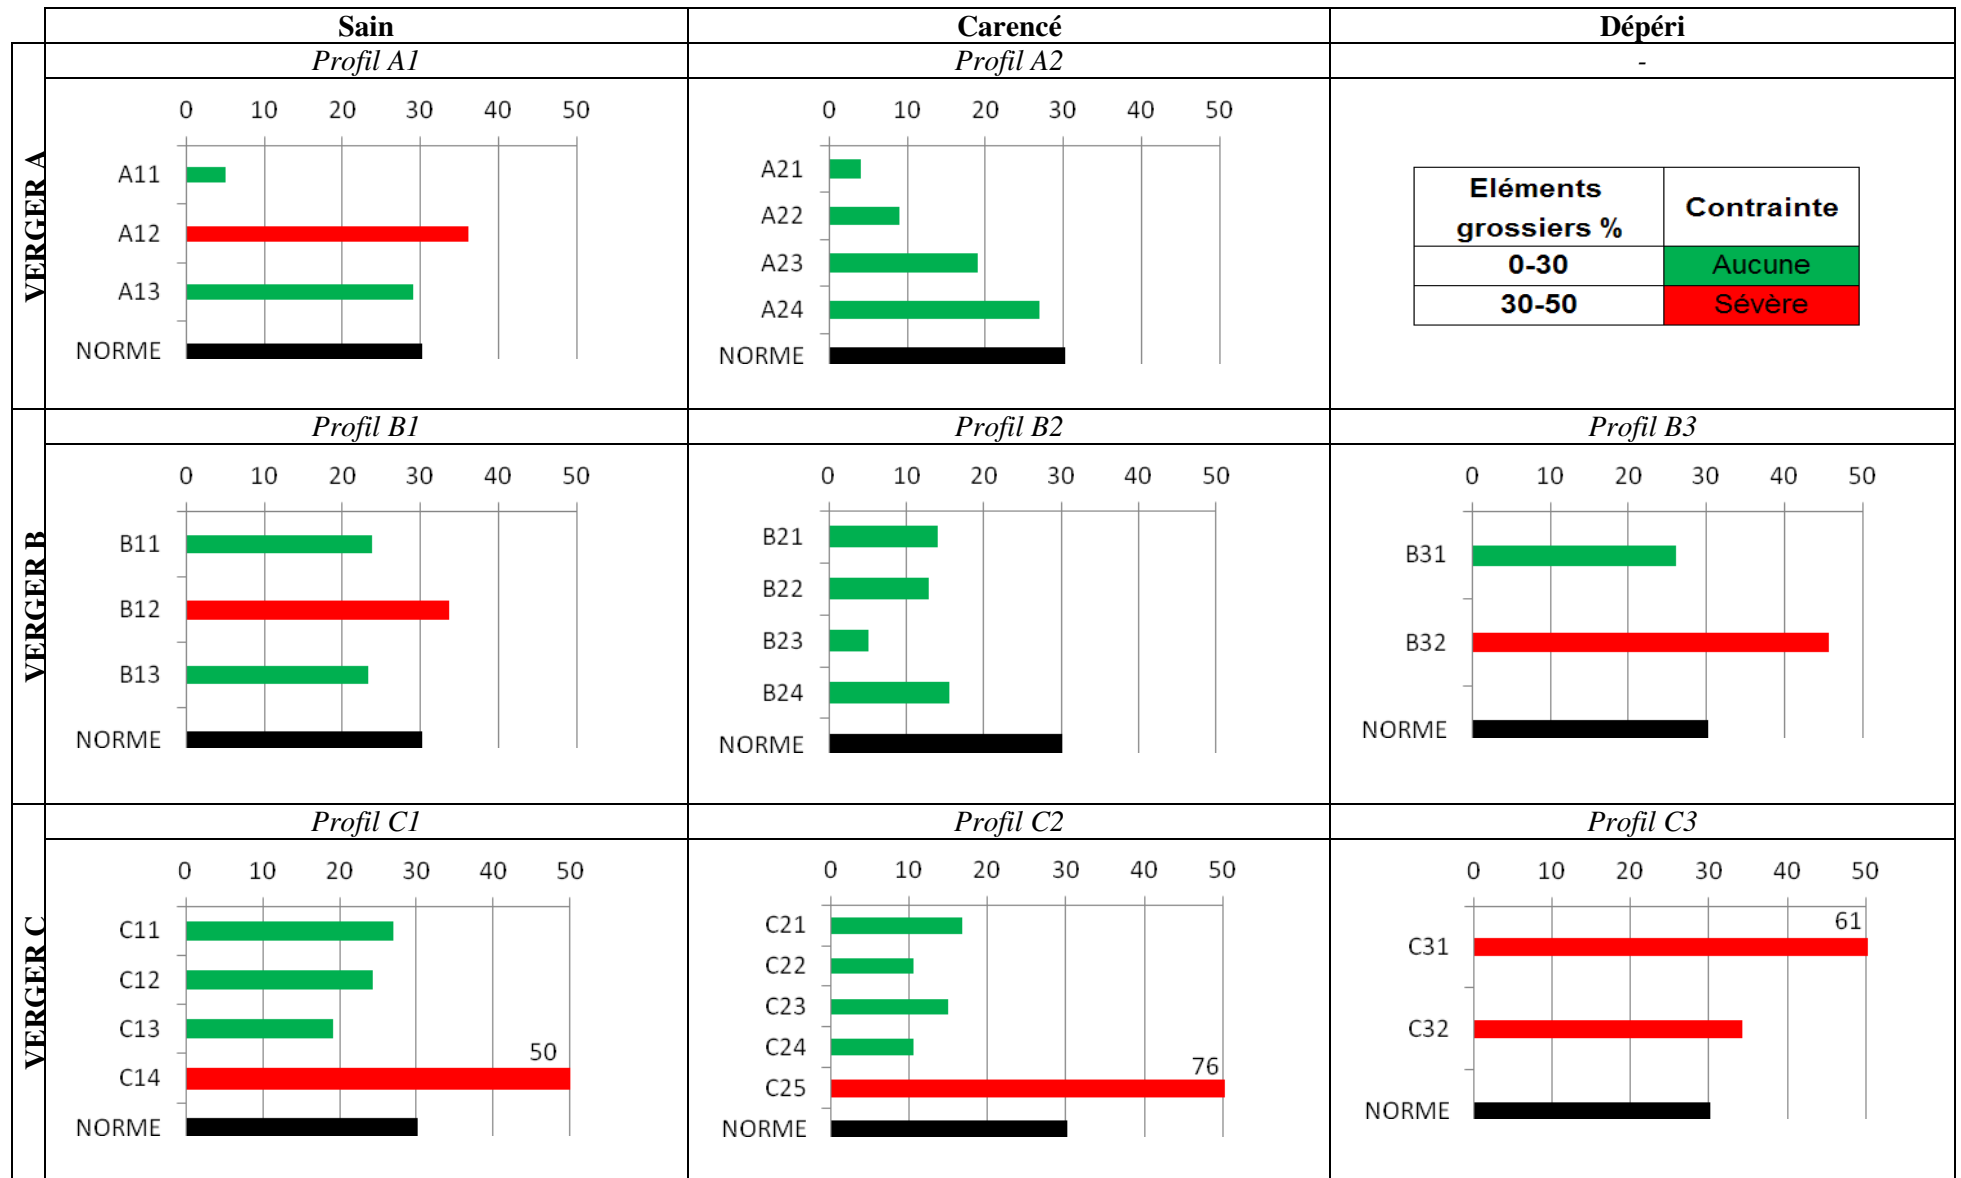 Sain Carencé Dépéri
VERGER A
Profil A1 Profil A2 -
0 10 20 30 40 50
A11
A12
A13
NORME
0 10 20 30 40 50
A21
A22
A23
A24
NORME
Eléments grossiers % Contrainte
0-30 Aucune
30-50 Sévère
VERGER B
Profil B1 Profil B2 Profil B3
0 10 20 30 40 50
B11
B12
B13
NORME
0 10 20 30 40 50
B21
B22
B23
B24
NORME
0 10 20 30 40 50
B31
B32
NORME
VERGER C
Profil C1 Profil C2 Profil C3
0 10 20 30 40 50
C11
C12
C13
50
C14
NORME
0 10 20 30 40 50
C21
C22
C23
C24
76
C25
NORME
0 10 20 30 40 50
61
C31
C32
NORME